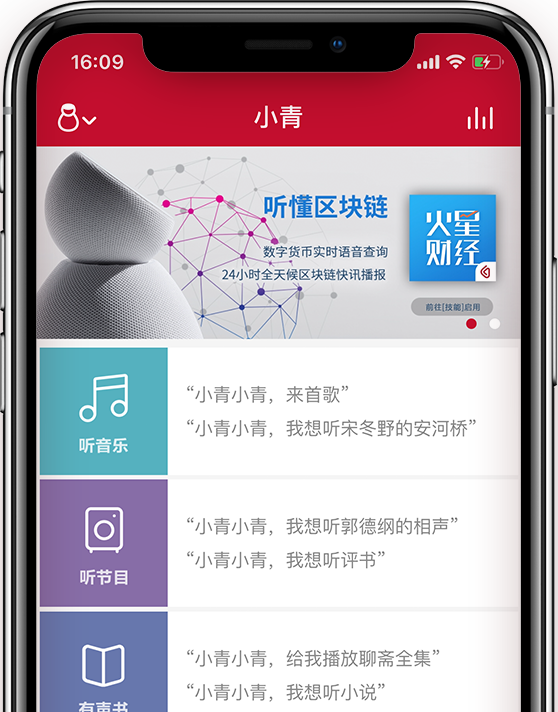 16:09
小青
听懂区块链
数字货币实时语音查询
24小时全天候区块链快讯播报
火星
财经
前往[技能]启用
听音乐
“小青小青，来首歌”
“小青小青，我想听宋冬野的安河桥”
听节目
“小青小青，我想听郭德纲的相声”
“小青小青，我想听评书”
有声书
“小青小青，给我播放聊斋全集”
“小青小青，我想听小说”